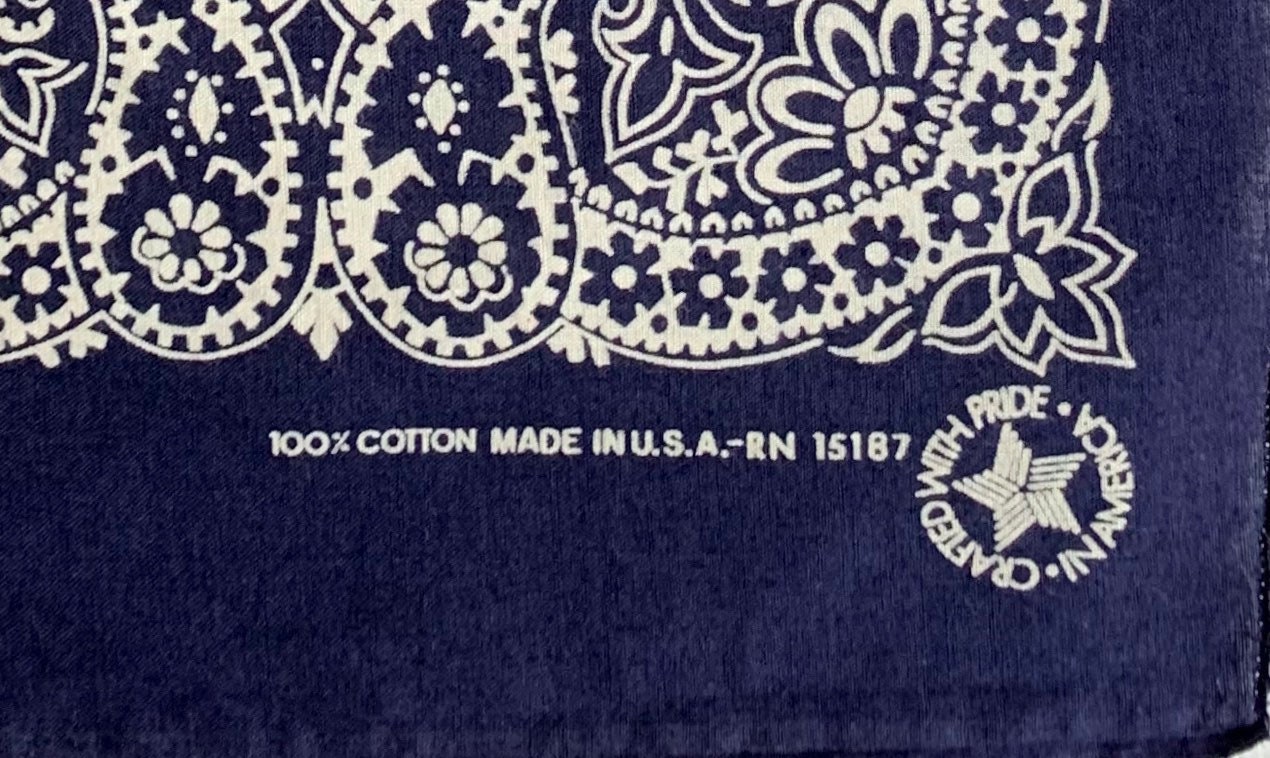 100% COTTON MADE IN U.S.A.-RN 15187
CRAFTED WITH PRIDE • IN AMERICA •